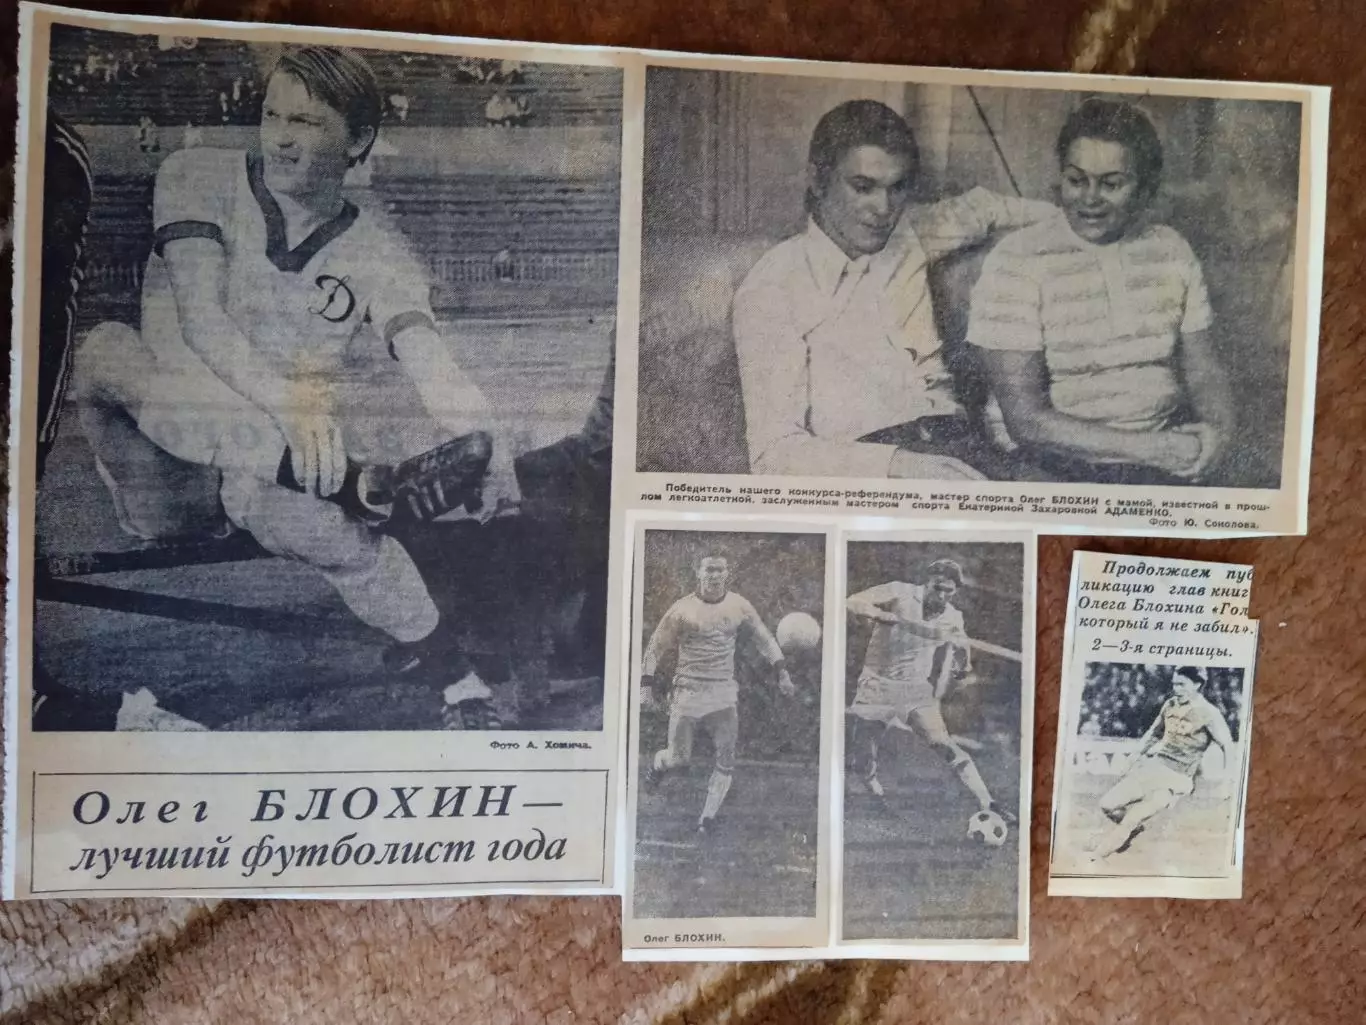 Д
Фото А. Хомича.
Олег БЛОХИН—
лучший футболист года
Победитель нашего конкурса-референдума, мастер спорта Олег БЛОХИН с мамой, известной в прош-
лом легкоатлеткой, заслуженным мастером спорта Екатериной Захаровной АДАМЕНКО.
Фото Ю. Соколова.
Олег БЛОХИН.
Продолжаем пуб
ликацию глав книг
Олега Блохина «Гол
который я не забил».
2—3-я страницы.